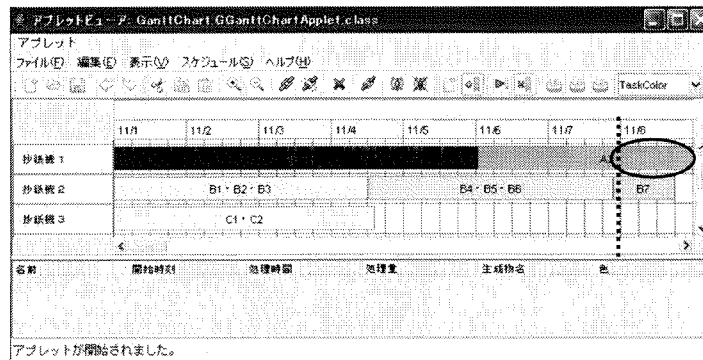 アプレットビューア: GanttChart.GGanttChartApplet.class
アプレット
ファイル(F) 編集(E) 表示(V) スケジュール(S) ヘルプ(H)
TaskColor
11/1 11/2 11/3 11/4 11/5 11/6 11/7 11/8
抄紙機 1
抄紙機 2 B1・B2・B3 B4・B5・B6 B7
抄紙機 3 C1・C2
名前 開始時刻 処理時間 処理量 生成物名 色
アプレットが開始されました。